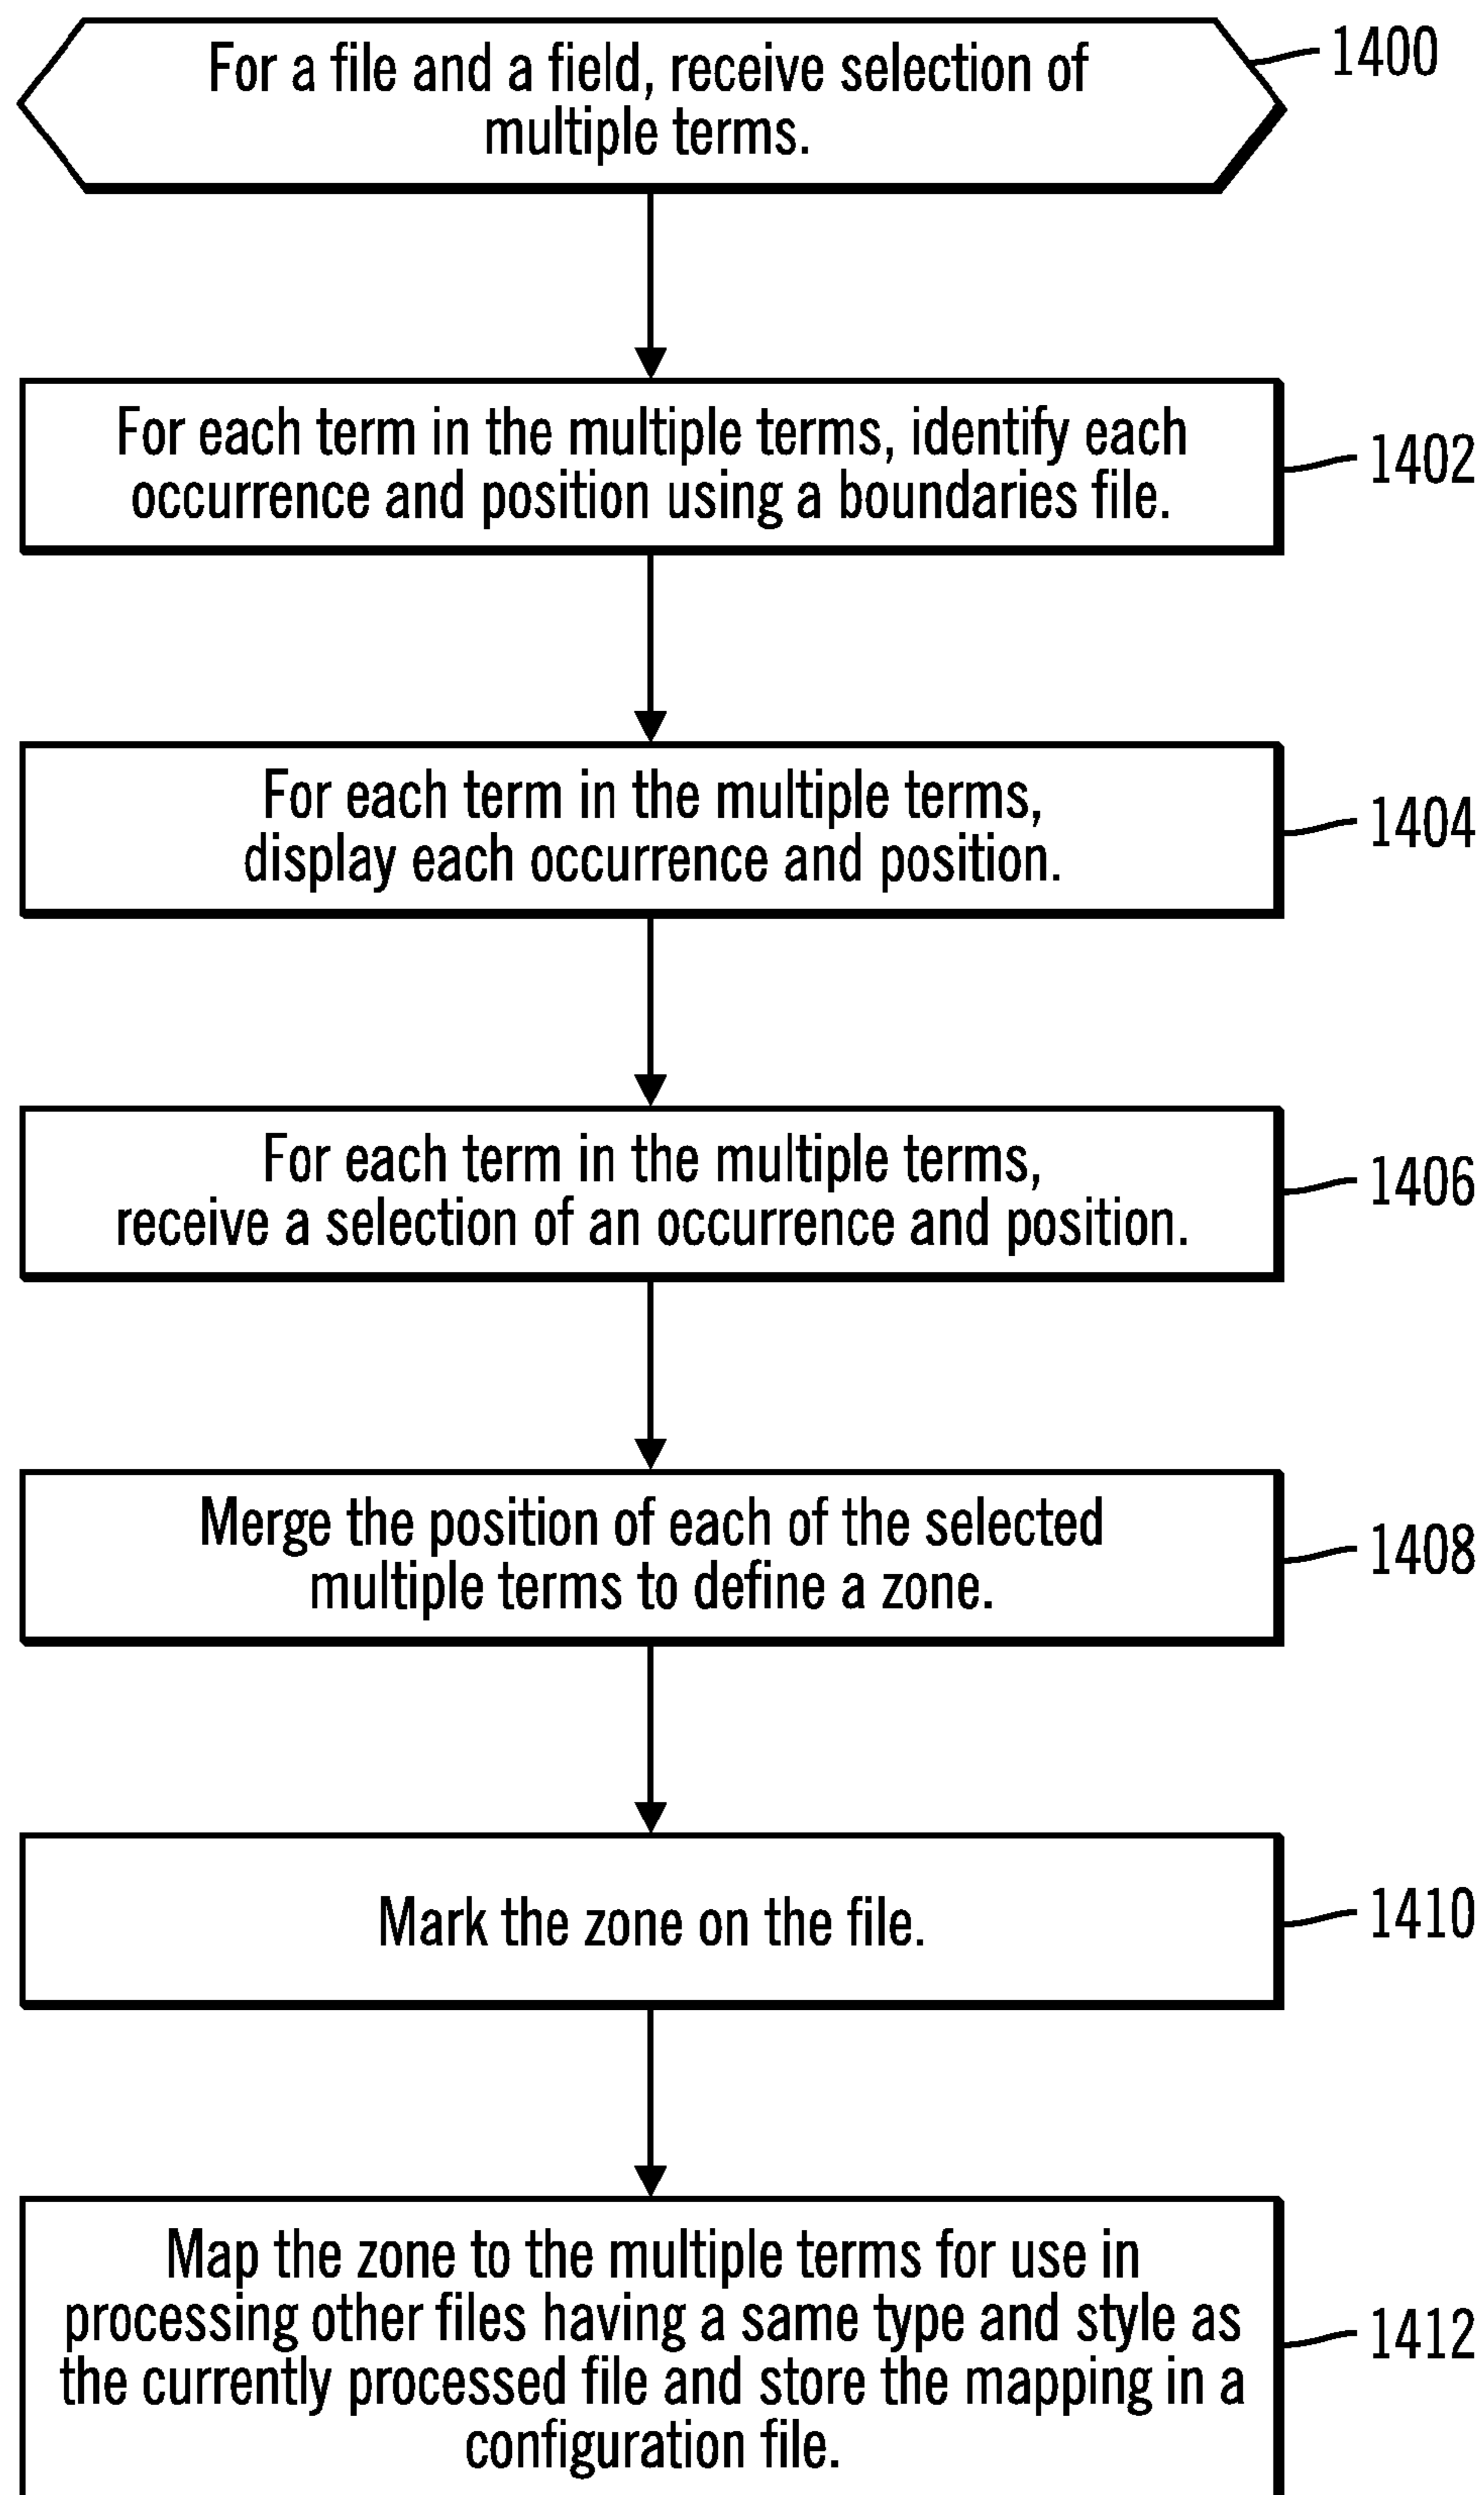 For a file and a field, receive selection of
multiple terms.
1400
For each term in the multiple terms, identify each
occurrence and position using a boundaries file.
1402
For each term in the multiple terms,
display each occurrence and position.
1404
For each term in the multiple terms,
receive a selection of an occurrence and position.
1406
Merge the position of each of the selected
multiple terms to define a zone.
1408
Mark the zone on the file.
1410
Map the zone to the multiple terms for use in
processing other files having a same type and style as
the currently processed file and store the mapping in a
configuration file.
1412